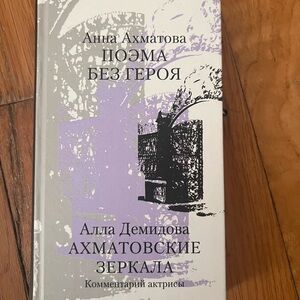 Анна Ахматова
ПОЭМА
БЕЗ ГЕРОЯ
Алла Демидова
АХМАТОВСКИЕ
ЗЕРКАЛА
Комментарий актрисы